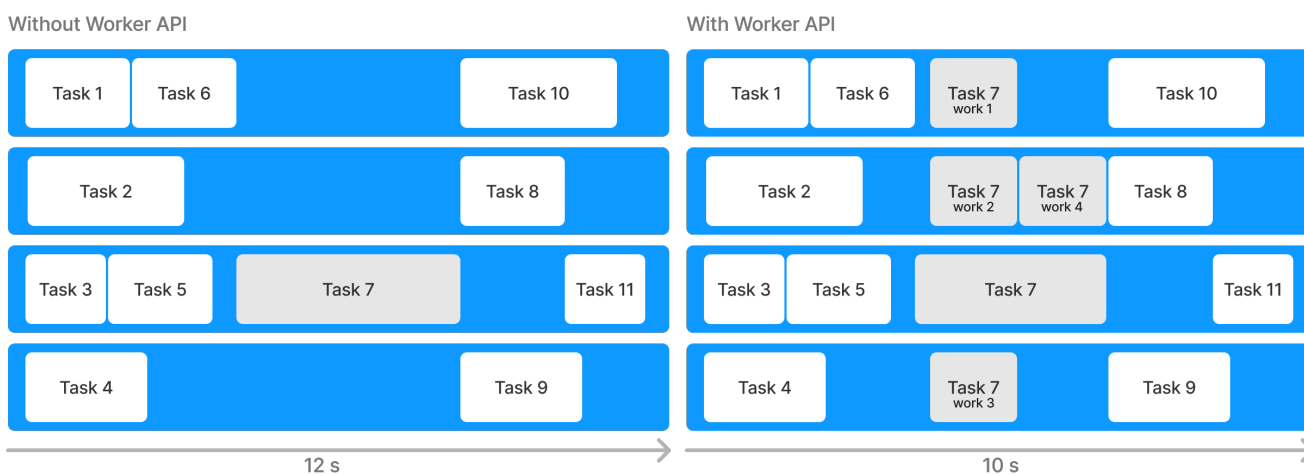 Without Worker API
Task 1
Task 6
Task 10
Task 2
Task 8
Task 3
Task 5
Task 7
Task 11
Task 4
Task 9
12 s
With Worker API
Task 1
Task 6
Task 7
work 1
Task 10
Task 2
Task 7
work 2
Task 7
work 4
Task 8
Task 3
Task 5
Task 7
Task 11
Task 4
Task 7
work 3
Task 9
10 s